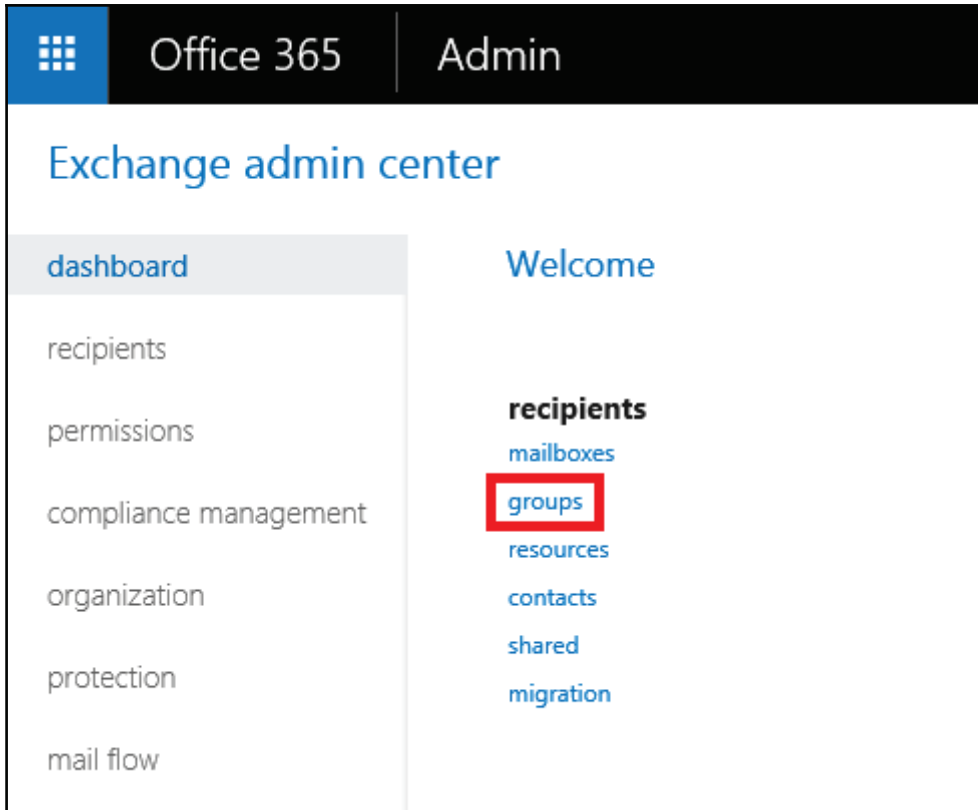 Office 365 Admin
Exchange admin center
dashboard
recipients
permissions
compliance management
organization
protection
mail flow
Welcome
recipients
mailboxes
groups
resources
contacts
shared
migration